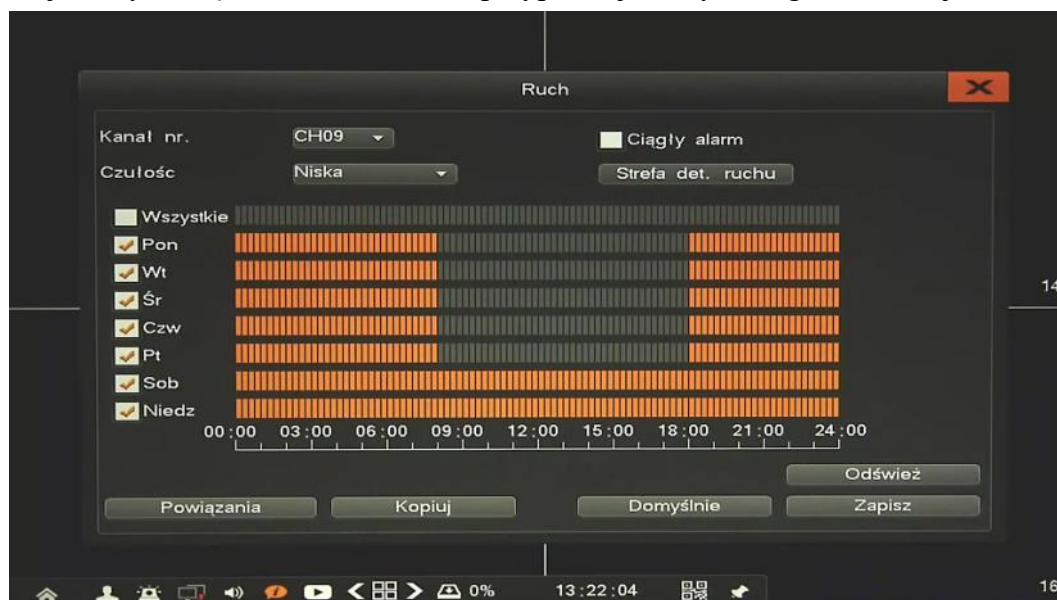 Ruch
Kanał nr. CH09 Ciągły alarm
Czułośc Niska Strefa det. ruchu
Wszystkie
Pon
Wt
Śr
Czw
Pt
Sob
Niedz
00:00 03:00 06:00 09:00 12:00 15:00 18:00 21:00 24:00
Odśwież
Powiązania Kopiuj Domyślnie Zapisz
14
0% 13:22:04
16